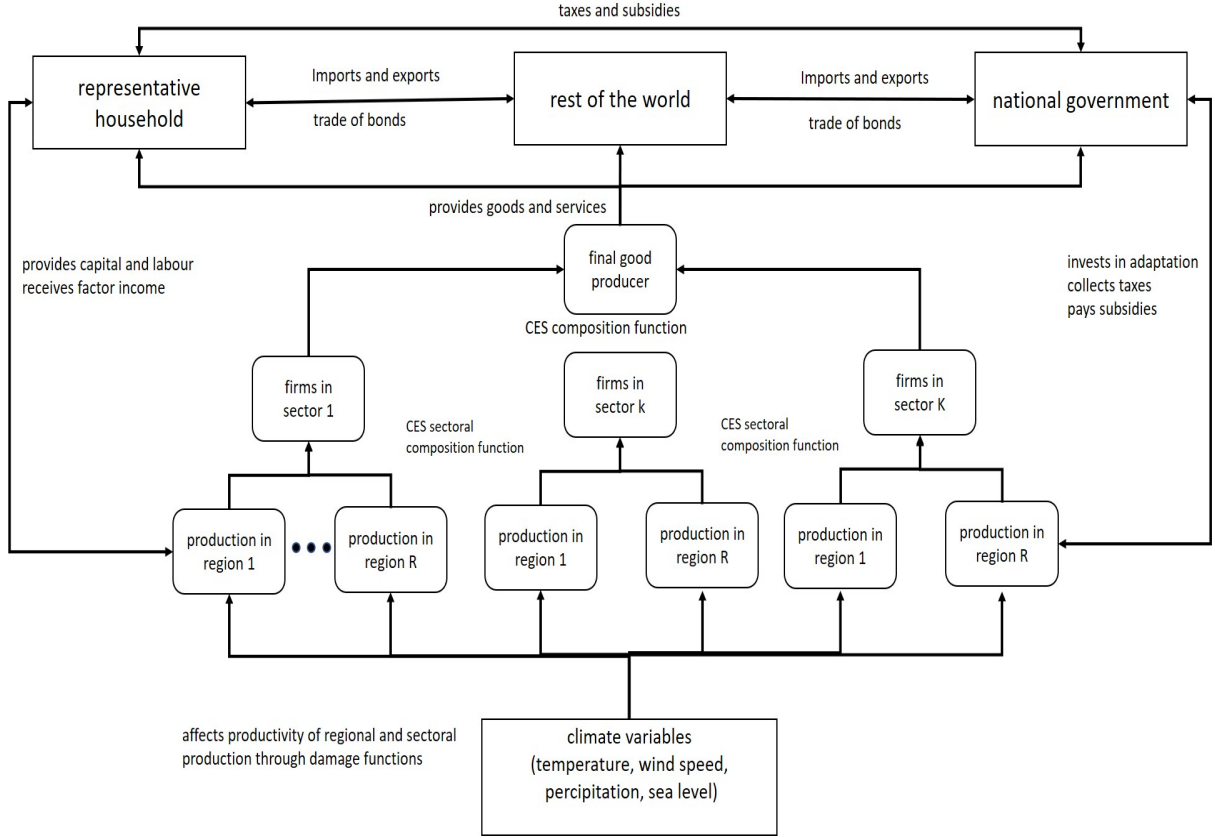 taxes and subsidies
representative
household
Imports and exports
trade of bonds
rest of the world
Imports and exports
trade of bonds
national government
provides goods and services
provides capital and labour
receives factor income
final good
producer
invests in adaptation
collects taxes
pays subsidies
CES composition function
firms in
sector 1
firms in
sector k
firms in
sector K
CES sectoral
composition function
CES sectoral
composition function
production in
region 1
production in
region R
production in
region 1
production in
region R
production in
region 1
production in
region R
affects productivity of regional and sectoral
production through damage functions
climate variables
(temperature, wind speed,
percipitation, sea level)